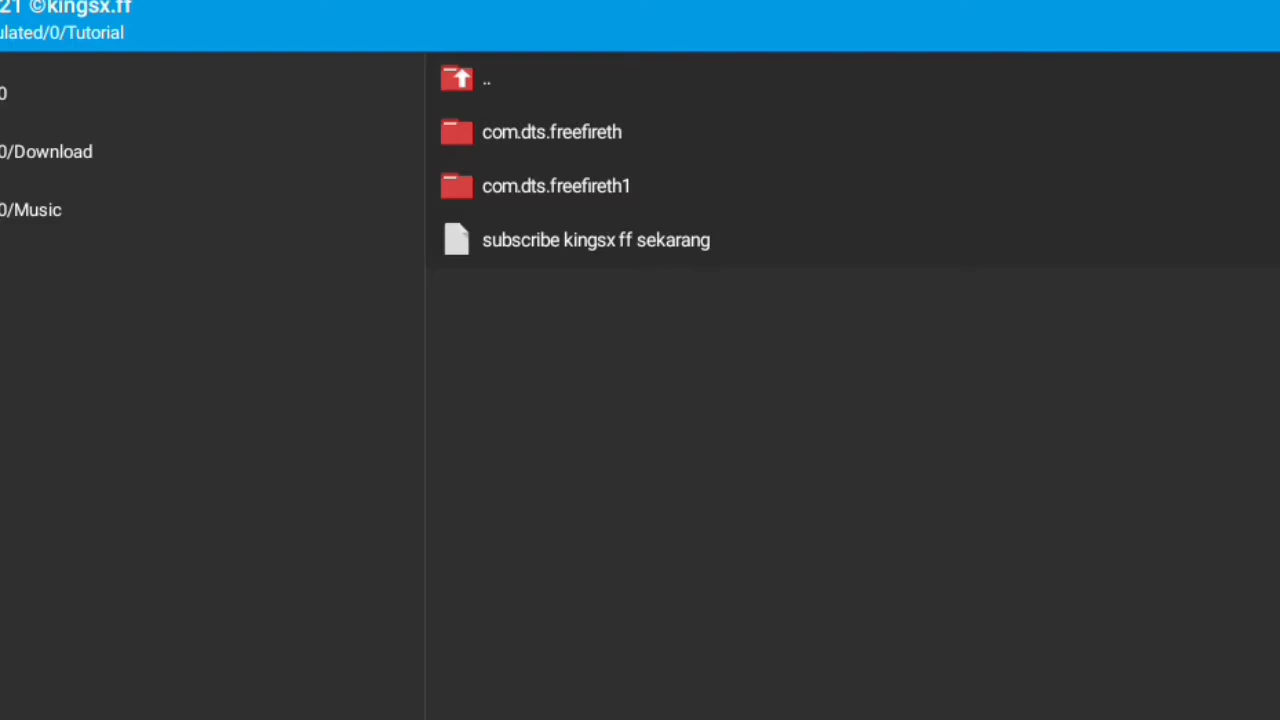 21 ©kingsx.ff
ulated/0/Tutorial
0
0/Download
0/Music
..
com.dts.freefireth
com.dts.freefireth1
subscribe kingsx ff sekarang